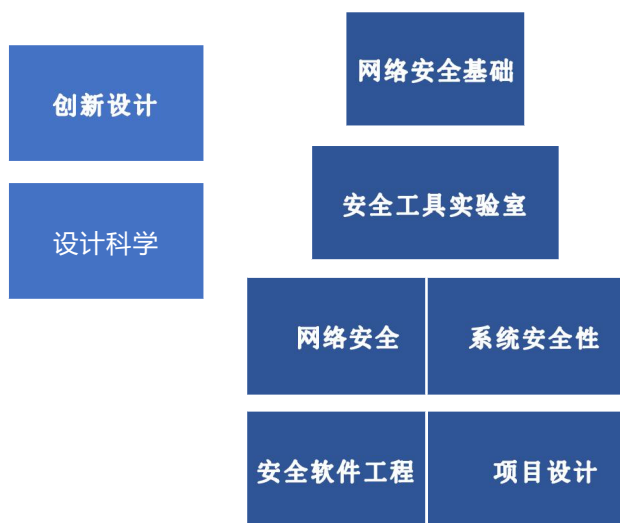 创新设计
设计科学
网络安全基础
安全工具实验室
网络安全
系统安全性
安全软件工程
项目设计